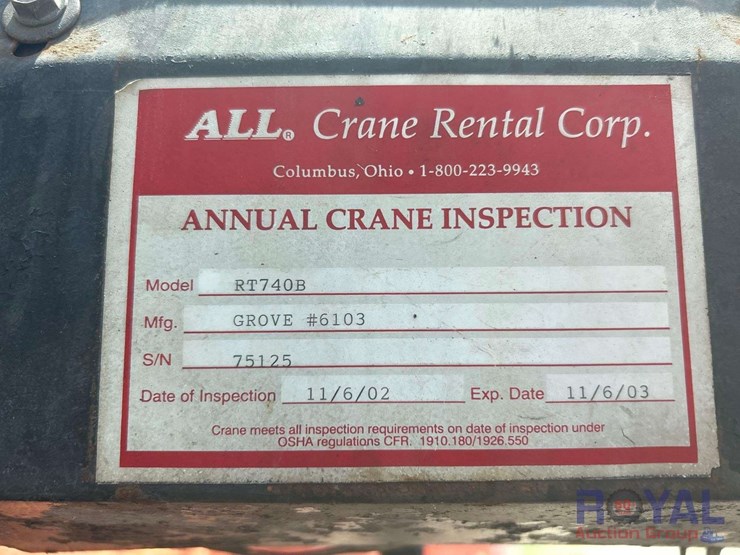 ALL® Crane Rental Corp.
Columbus, Ohio • 1-800-223-9943
ANNUAL CRANE INSPECTION
Model RT740B
Mfg. GROVE #6103
S/N 75125
Date of Inspection 11/6/02 Exp. Date 11/6/03
Crane meets all inspection requirements on date of inspection under
OSHA regulations CFR. 1910.180/1926.550
ROYAL
Auction Group